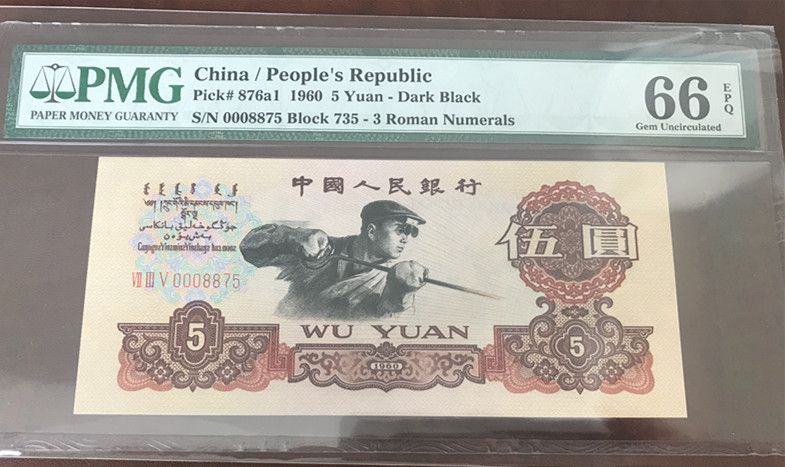 PMG
PAPER MONEY GUARANTY
China / People's Republic
Pick# 876a1 1960 5 Yuan - Dark Black
S/N 0008875 Block 735 - 3 Roman Numerals
66 EPQ
Gem Uncirculated
中國人民銀行
伍圓
VII III V 0008875
WU YUAN
5
5
1960